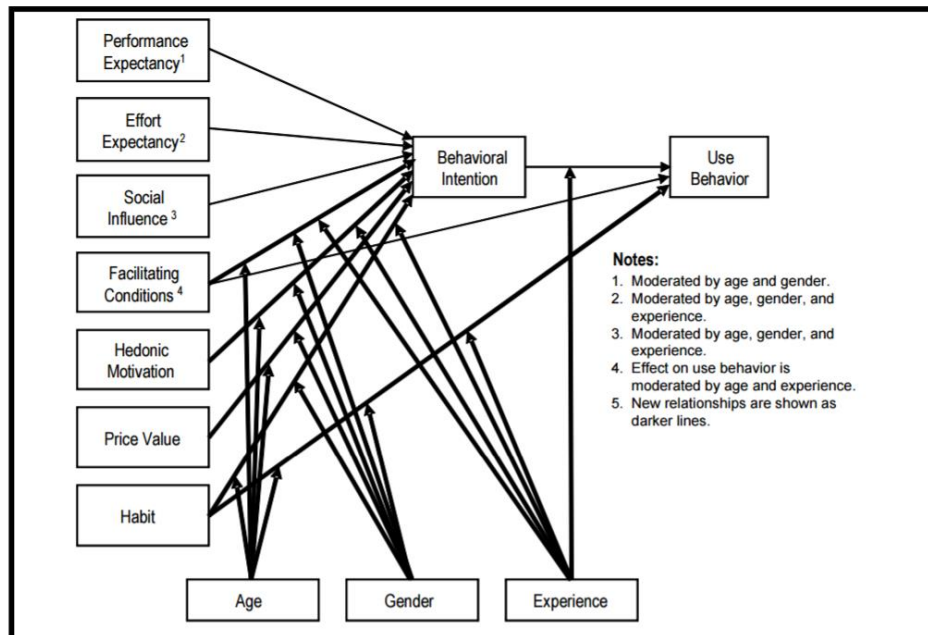 Performance
Expectancy1
Effort
Expectancy2
Social
Influence 3
Facilitating
Conditions 4
Hedonic
Motivation
Price Value
Habit
Behavioral
Intention
Use
Behavior
Notes:
1. Moderated by age and gender.
2. Moderated by age, gender, and
experience.
3. Moderated by age, gender, and
experience.
4. Effect on use behavior is
moderated by age and experience.
5. New relationships are shown as
darker lines.
Age
Gender
Experience